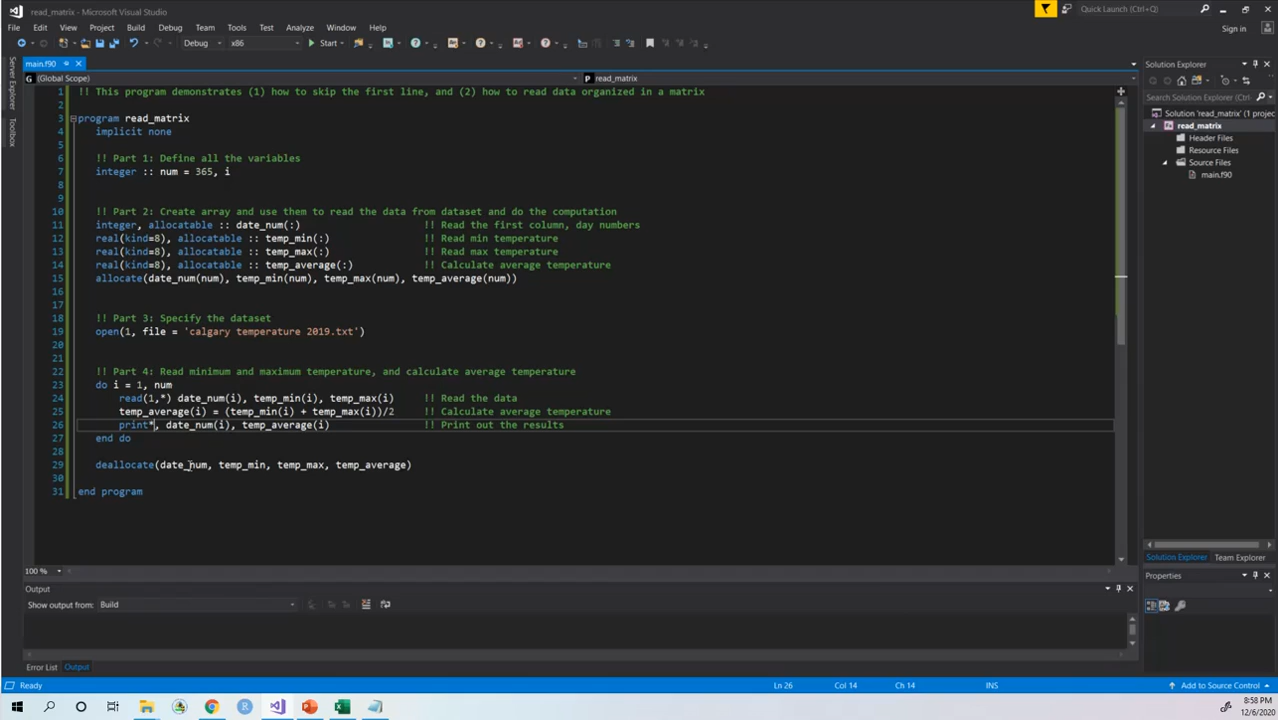 read_matrix - Microsoft Visual Studio
Quick Launch (Ctrl+Q)
File Edit View Project Build Debug Team Tools Test Analyze Window Help
Sign in
Debug x86 Start
main.f90
Solution Explorer
(Global Scope) read_matrix
Server Explorer
Toolbox
Search Solution Explorer (Ctrl+
Solution 'read_matrix' (1 projec
read_matrix
Header Files
Resource Files
Source Files
main.f90
1 !! This program demonstrates (1) how to skip the first line, and (2) how to read data organized in a matrix
2
3 program read_matrix
4 implicit none
5
6 !! Part 1: Define all the variables
7 integer :: num = 365, i
8
9
10 !! Part 2: Create array and use them to read the data from dataset and do the computation
11 integer, allocatable :: date_num(:) !! Read the first column, day numbers
12 real(kind=8), allocatable :: temp_min(:) !! Read min temperature
13 real(kind=8), allocatable :: temp_max(:) !! Read max temperature
14 real(kind=8), allocatable :: temp_average(:) !! Calculate average temperature
15 allocate(date_num(num), temp_min(num), temp_max(num), temp_average(num))
16
17
18 !! Part 3: Specify the dataset
19 open(1, file = 'calgary temperature 2019.txt')
20
21
22 !! Part 4: Read minimum and maximum temperature, and calculate average temperature
23 do i = 1, num
24 read(1,*) date_num(i), temp_min(i), temp_max(i) !! Read the data
25 temp_average(i) = (temp_min(i) + temp_max(i))/2 !! Calculate average temperature
26 print*, date_num(i), temp_average(i) !! Print out the results
27 end do
28
29 deallocate(date_num, temp_min, temp_max, temp_average)
30
31 end program
100 %
Solution Explorer Team Explorer
Properties
Output
Show output from: Build
Error List Output
Ready Ln 26 Col 14 Ch 14 INS Add to Source Control
8:58 PM
12/6/2020